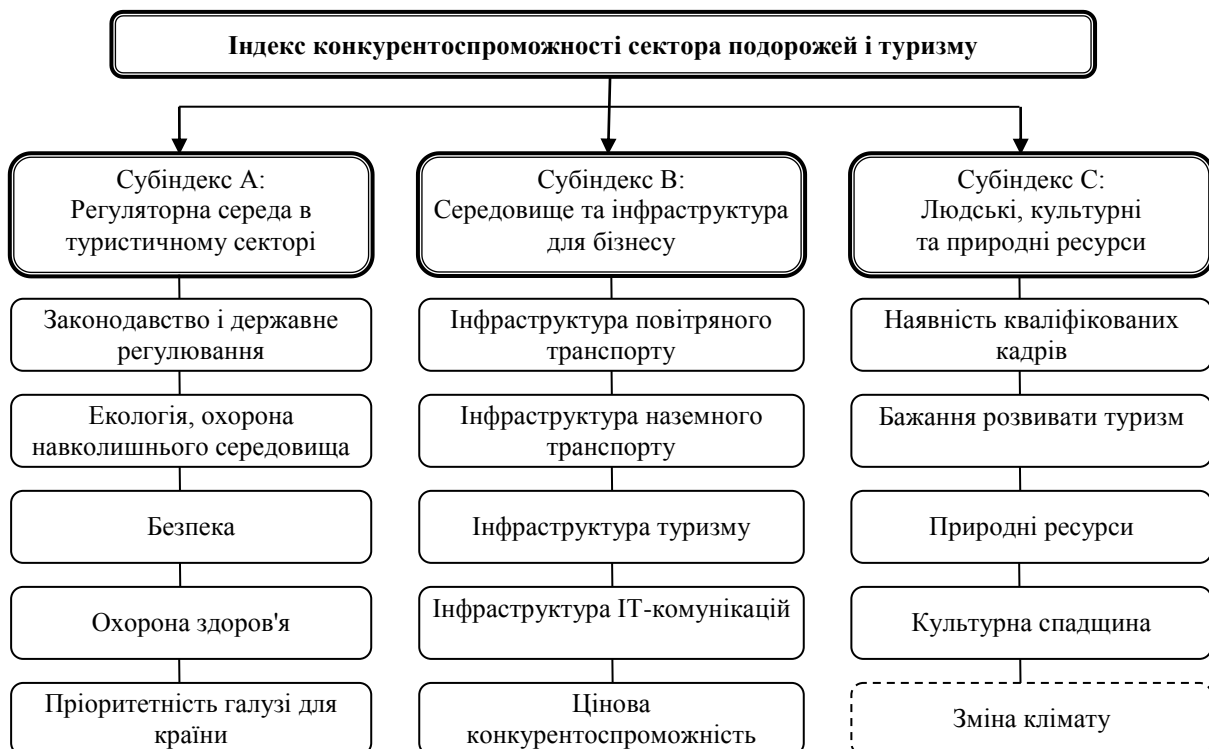 Індекс конкурентоспроможності сектора подорожей і туризму
Субіндекс А:
Регуляторна середа в
туристичному секторі
Законодавство і державне
регулювання
Екологія, охорона
навколишнього середовища
Безпека
Охорона здоров'я
Пріоритетність галузі для
країни
Субіндекс В:
Середовище та інфраструктура
для бізнесу
Інфраструктура повітряного
транспорту
Інфраструктура наземного
транспорту
Інфраструктура туризму
Інфраструктура ІТ-комунікацій
Цінова
конкурентоспроможність
Субіндекс С:
Людські, культурні
та природні ресурси
Наявність кваліфікованих
кадрів
Бажання розвивати туризм
Природні ресурси
Культурна спадщина
Зміна клімату